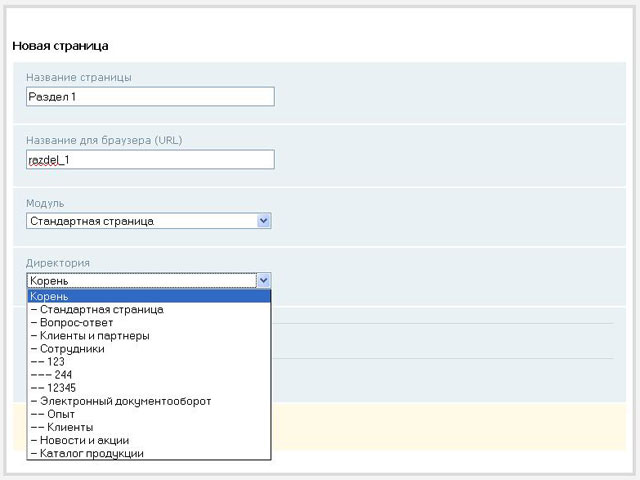 Новая страница
Название страницы
Раздел 1
Название для браузера (URL)
razdel_1
Модуль
Стандартная страница
Директория
Корень
Корень
- Стандартная страница
- Вопрос-ответ
- Клиенты и партнеры
- Сотрудники
-- 123
--- 244
-- 12345
- Электронный документооборот
-- Опыт
-- Клиенты
- Новости и акции
- Каталог продукции